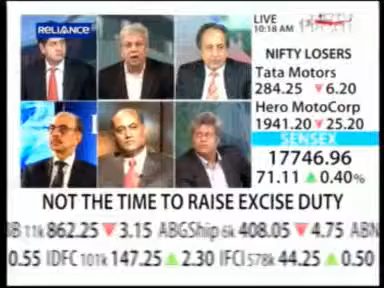 RELIANCE
LIVE
10:18 AM
NIFTY LOSERS
Tata Motors
284.25 ▼6.20
Hero MotoCorp
1941.20▼25.20
SENSEX
17746.96
71.11 ▲ 0.40%
NOT THE TIME TO RAISE EXCISE DUTY
BB 11k 862.25 ▼ 3.15 ABGShip 6k 408.05 ▼ 4.75 ABN
0.55 IDFC 101k 147.25 ▲ 2.30 IFCI 578k 44.25 ▲ 0.50